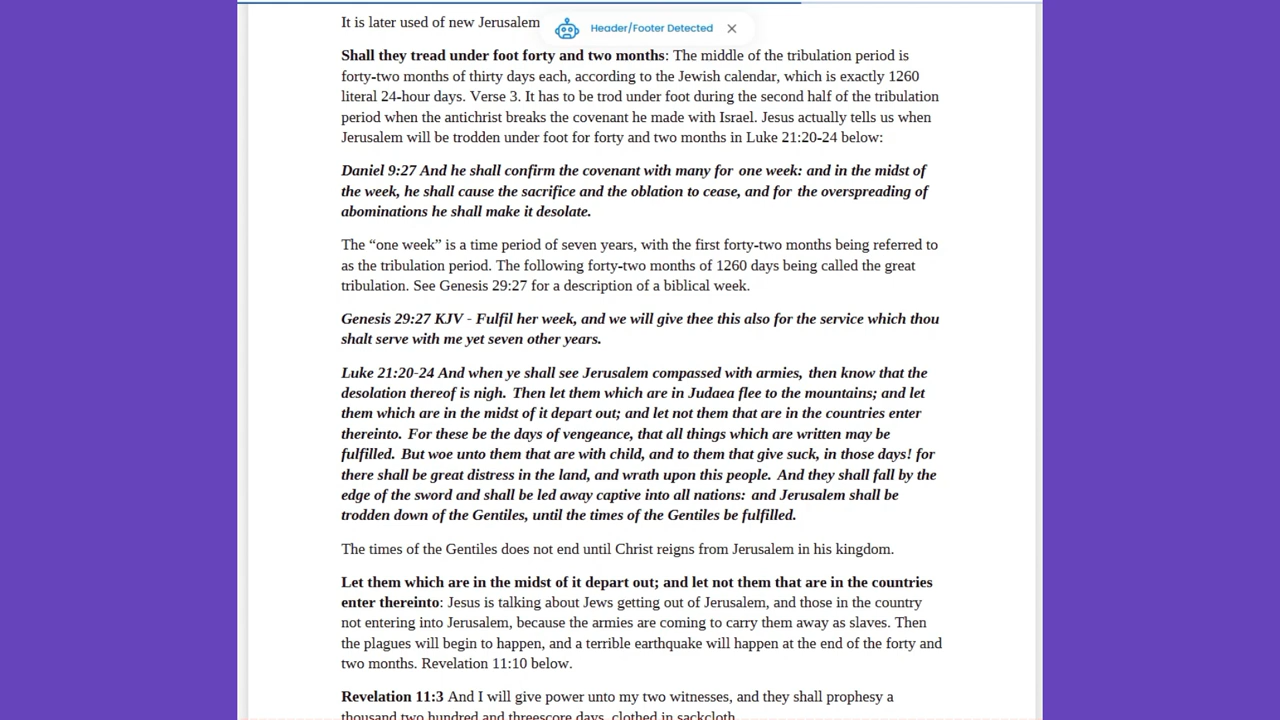 It is later used of new Jerusalem
Header/Footer Detected
Shall they tread under foot forty and two months: The middle of the tribulation period is
forty-two months of thirty days each, according to the Jewish calendar, which is exactly 1260
literal 24-hour days. Verse 3. It has to be trod under foot during the second half of the tribulation
period when the antichrist breaks the covenant he made with Israel. Jesus actually tells us when
Jerusalem will be trodden under foot for forty and two months in Luke 21:20-24 below:
Daniel 9:27 And he shall confirm the covenant with many for one week: and in the midst of
the week, he shall cause the sacrifice and the oblation to cease, and for the overspreading of
abominations he shall make it desolate.
The “one week” is a time period of seven years, with the first forty-two months being referred to
as the tribulation period. The following forty-two months of 1260 days being called the great
tribulation. See Genesis 29:27 for a description of a biblical week.
Genesis 29:27 KJV - Fulfil her week, and we will give thee this also for the service which thou
shalt serve with me yet seven other years.
Luke 21:20-24 And when ye shall see Jerusalem compassed with armies, then know that the
desolation thereof is nigh. Then let them which are in Judaea flee to the mountains; and let
them which are in the midst of it depart out; and let not them that are in the countries enter
thereinto. For these be the days of vengeance, that all things which are written may be
fulfilled. But woe unto them that are with child, and to them that give suck, in those days! for
there shall be great distress in the land, and wrath upon this people. And they shall fall by the
edge of the sword and shall be led away captive into all nations: and Jerusalem shall be
trodden down of the Gentiles, until the times of the Gentiles be fulfilled.
The times of the Gentiles does not end until Christ reigns from Jerusalem in his kingdom.
Let them which are in the midst of it depart out; and let not them that are in the countries
enter thereinto: Jesus is talking about Jews getting out of Jerusalem, and those in the country
not entering into Jerusalem, because the armies are coming to carry them away as slaves. Then
the plagues will begin to happen, and a terrible earthquake will happen at the end of the forty and
two months. Revelation 11:10 below.
Revelation 11:3 And I will give power unto my two witnesses, and they shall prophesy a
thousand two hundred and threescore days, clothed in sackcloth.